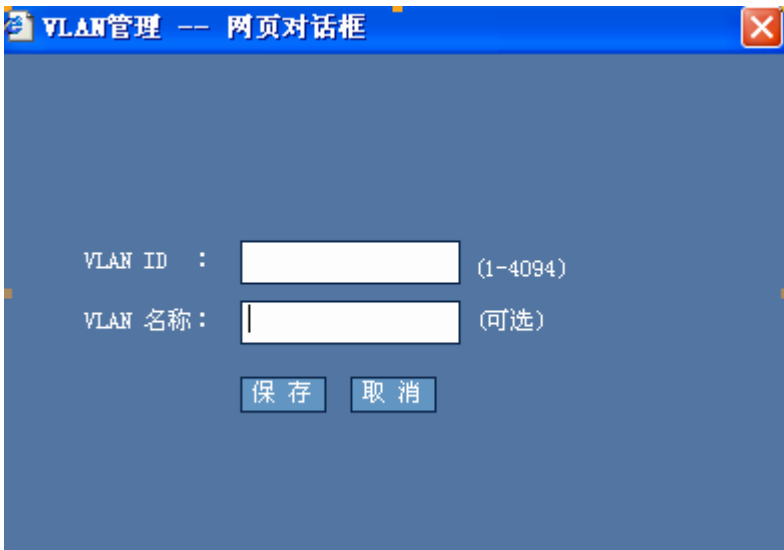 VLAN管理 -- 网页对话框
VLAN ID : (1-4094)
VLAN 名称: (可选)
保 存 取 消